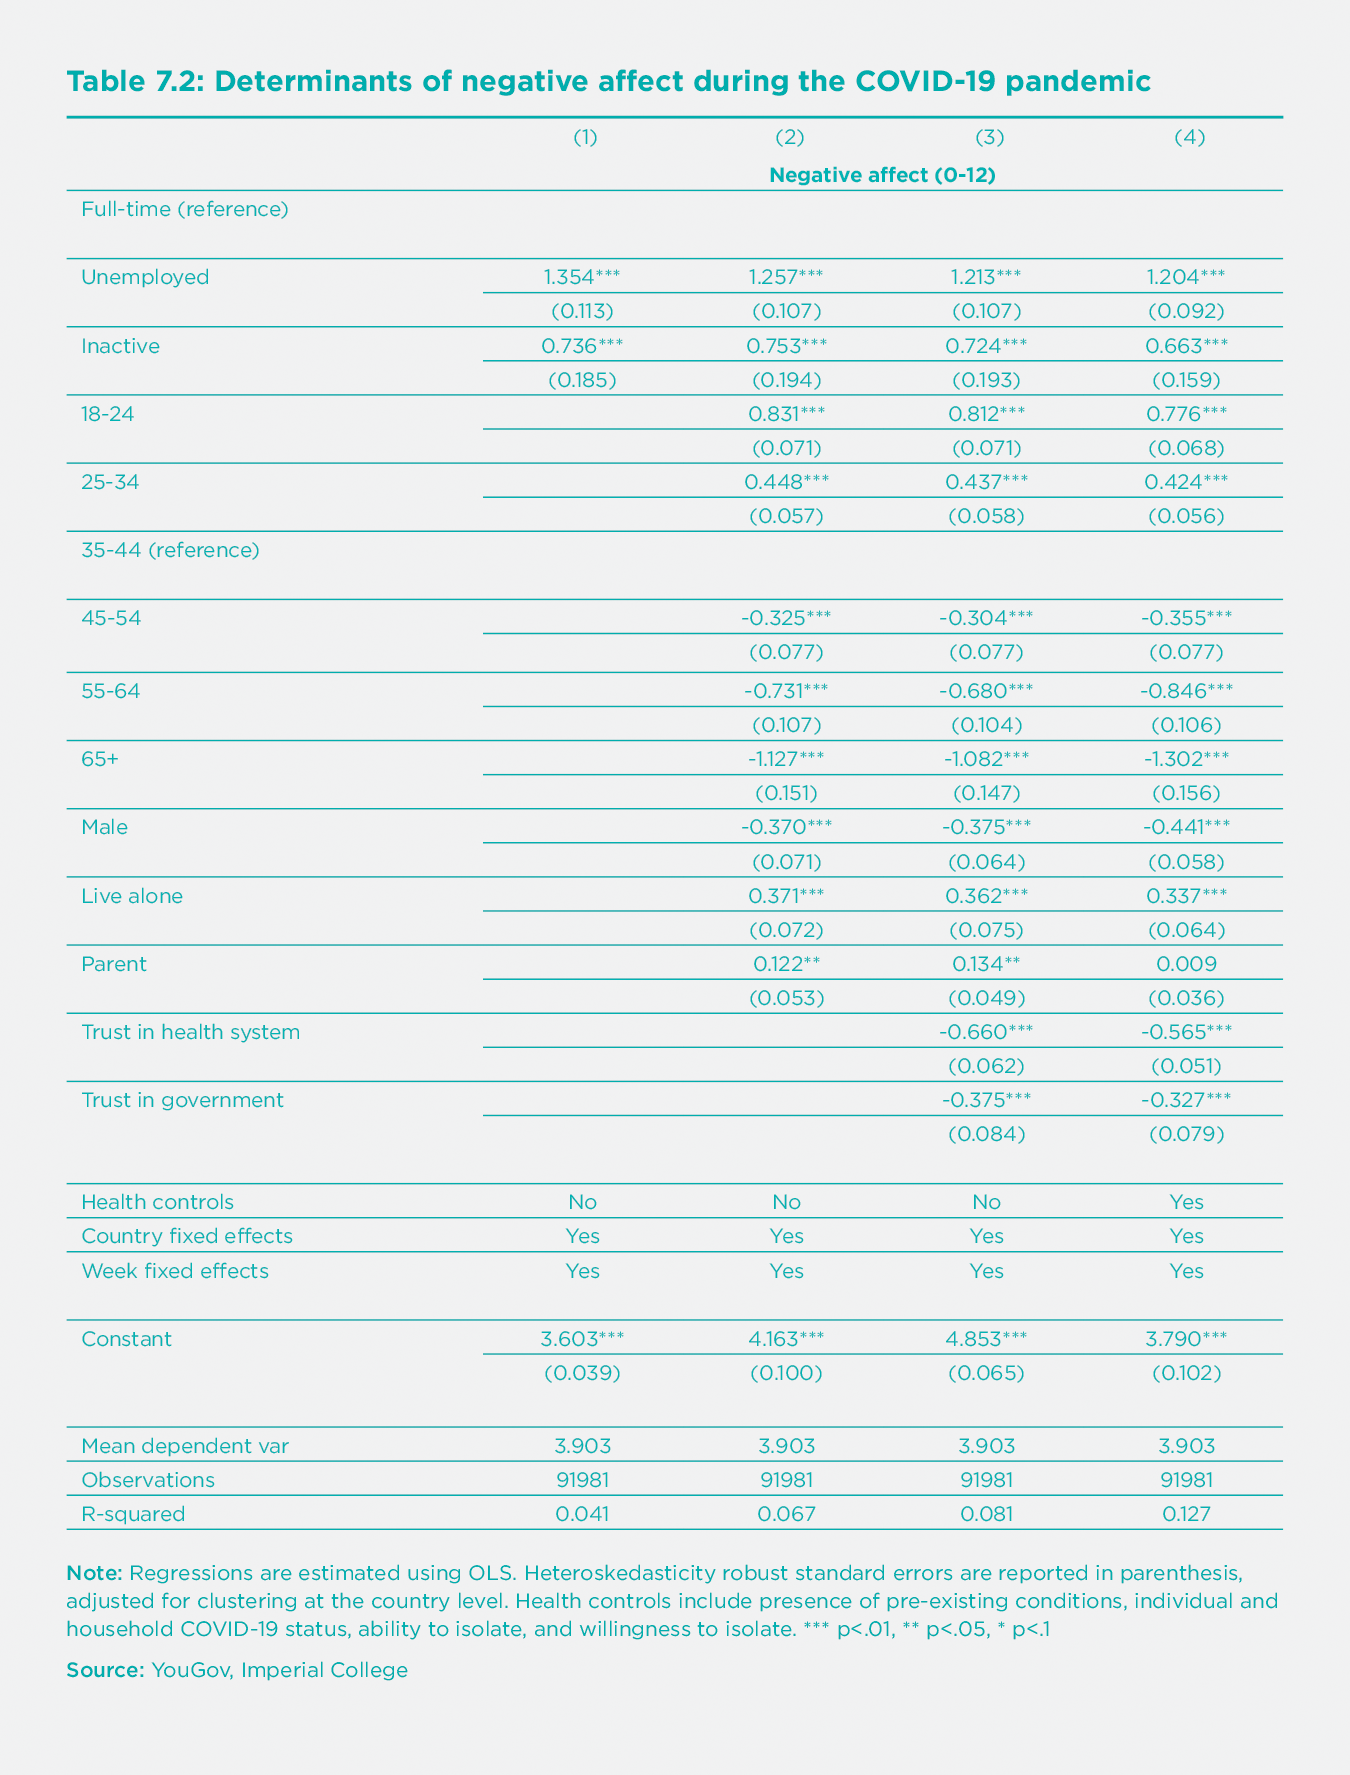 Table 7.2: Determinants of negative affect during the COVID-19 pandemic
(1) (2) (3) (4)
Negative affect (0-12)
Full-time (reference)
Unemployed 1.354*** 1.257*** 1.213*** 1.204***
(0.113) (0.107) (0.107) (0.092)
Inactive 0.736*** 0.753*** 0.724*** 0.663***
(0.185) (0.194) (0.193) (0.159)
18-24 0.831*** 0.812*** 0.776***
(0.071) (0.071) (0.068)
25-34 0.448*** 0.437*** 0.424***
(0.057) (0.058) (0.056)
35-44 (reference)
45-54 -0.325*** -0.304*** -0.355***
(0.077) (0.077) (0.077)
55-64 -0.731*** -0.680*** -0.846***
(0.107) (0.104) (0.106)
65+ -1.127*** -1.082*** -1.302***
(0.151) (0.147) (0.156)
Male -0.370*** -0.375*** -0.441***
(0.071) (0.064) (0.058)
Live alone 0.371*** 0.362*** 0.337***
(0.072) (0.075) (0.064)
Parent 0.122** 0.134** 0.009
(0.053) (0.049) (0.036)
Trust in health system -0.660*** -0.565***
(0.062) (0.051)
Trust in government -0.375*** -0.327***
(0.084) (0.079)
Health controls No No No Yes
Country fixed effects Yes Yes Yes Yes
Week fixed effects Yes Yes Yes Yes
Constant 3.603*** 4.163*** 4.853*** 3.790***
(0.039) (0.100) (0.065) (0.102)
Mean dependent var 3.903 3.903 3.903 3.903
Observations 91981 91981 91981 91981
R-squared 0.041 0.067 0.081 0.127
Note: Regressions are estimated using OLS. Heteroskedasticity robust standard errors are reported in parenthesis,
adjusted for clustering at the country level. Health controls include presence of pre-existing conditions, individual and
household COVID-19 status, ability to isolate, and willingness to isolate. *** p<.01, ** p<.05, * p<.1
Source: YouGov, Imperial College